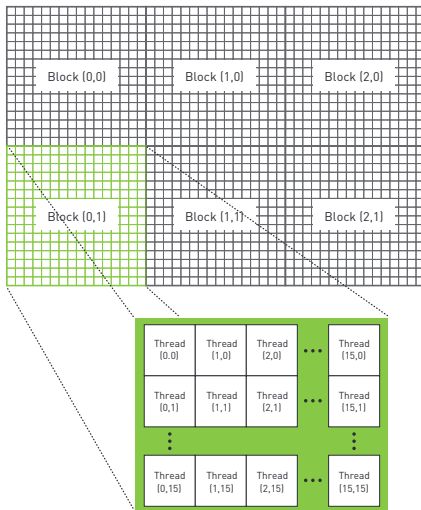 Block (0,0)
Block (1,0)
Block (2,0)
Block (0,1)
Block (1,1)
Block (2,1)
Thread
(0.0)
Thread
(1,0)
Thread
(2,0)
Thread
(15,0)
Thread
(0,1)
Thread
(1,1)
Thread
(2,1)
Thread
(15,1)
Thread
(0,15)
Thread
(1,15)
Thread
(2,15)
Thread
(15,15)